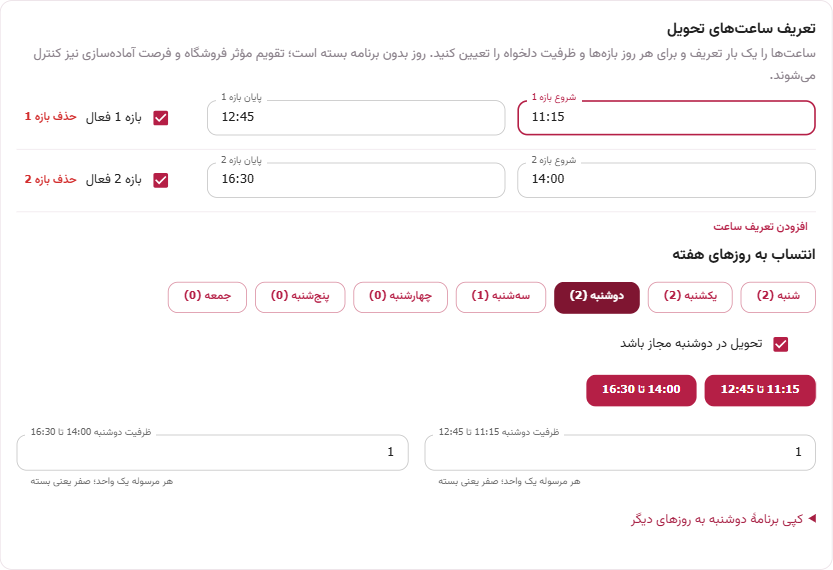 تعریف ساعت‌های تحویل
ساعت‌ها را یک بار تعریف و برای هر روز بازه‌ها و ظرفیت دلخواه را تعیین کنید. روز بدون برنامه بسته است؛ تقویم مؤثر فروشگاه و فرصت آماده‌سازی نیز کنترل
می‌شوند.
شروع بازه 1
11:15
پایان بازه 1
12:45
بازه 1 فعال
حذف بازه 1
شروع بازه 2
14:00
پایان بازه 2
16:30
بازه 2 فعال
حذف بازه 2
افزودن تعریف ساعت
انتساب به روزهای هفته
شنبه (2)
یکشنبه (2)
دوشنبه (2)
سه‌شنبه (1)
چهارشنبه (0)
پنج‌شنبه (0)
جمعه (0)
تحویل در دوشنبه مجاز باشد
11:15 تا 12:45
14:00 تا 16:30
ظرفیت دوشنبه 11:15 تا 12:45
1
هر مرسوله یک واحد؛ صفر یعنی بسته
ظرفیت دوشنبه 14:00 تا 16:30
1
هر مرسوله یک واحد؛ صفر یعنی بسته
کپی برنامهٔ دوشنبه به روزهای دیگر